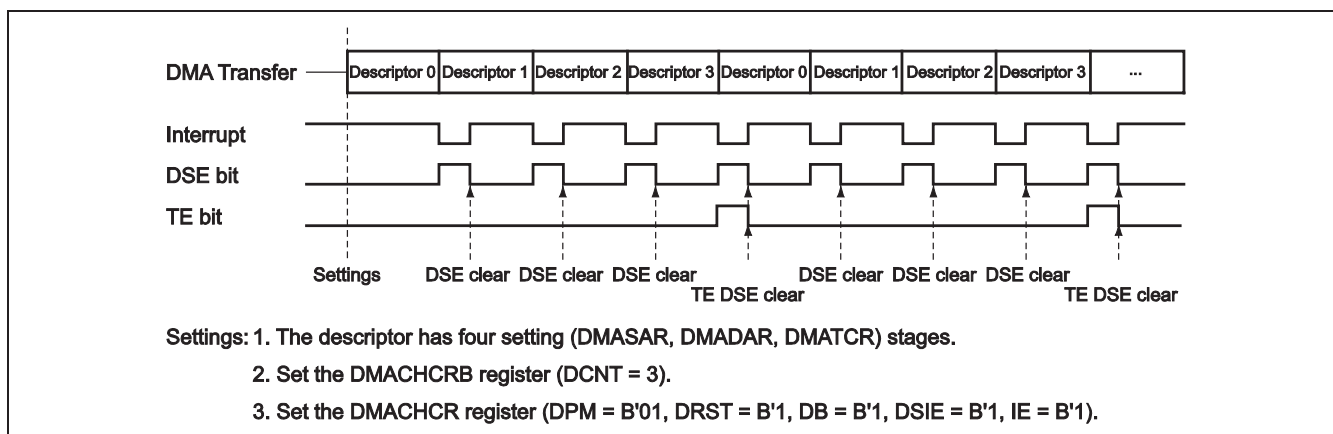 DMA Transfer
Descriptor 0 Descriptor 1 Descriptor 2 Descriptor 3 Descriptor 0 Descriptor 1 Descriptor 2 Descriptor 3 ...
Interrupt
DSE bit
TE bit
Settings DSE clear DSE clear DSE clear DSE clear DSE clear DSE clear
TE DSE clear TE DSE clear
Settings: 1. The descriptor has four setting (DMASAR, DMADAR, DMATCR) stages.
2. Set the DMACHCRB register (DCNT = 3).
3. Set the DMACHCR register (DPM = B'01, DRST = B'1, DB = B'1, DSIE = B'1, IE = B'1).